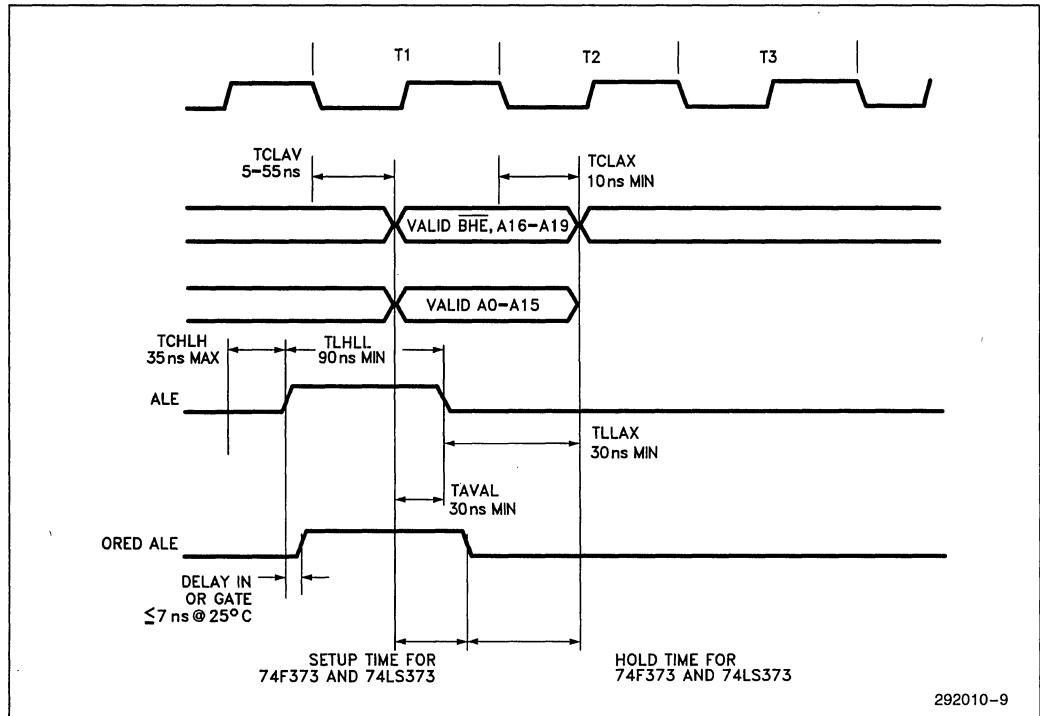 T1
T2
T3
TCLAV
5-55ns
TCLAX
10ns MIN
VALID BHE, A16-A19
VALID A0-A15
TCHLH
35ns MAX
TLHLL
90ns MIN
ALE
TLLAX
30ns MIN
TAVAL
30ns MIN
ORED ALE
DELAY IN
OR GATE
≤7 ns @ 25° C
SETUP TIME FOR
74F373 AND 74LS373
HOLD TIME FOR
74F373 AND 74LS373
292010-9